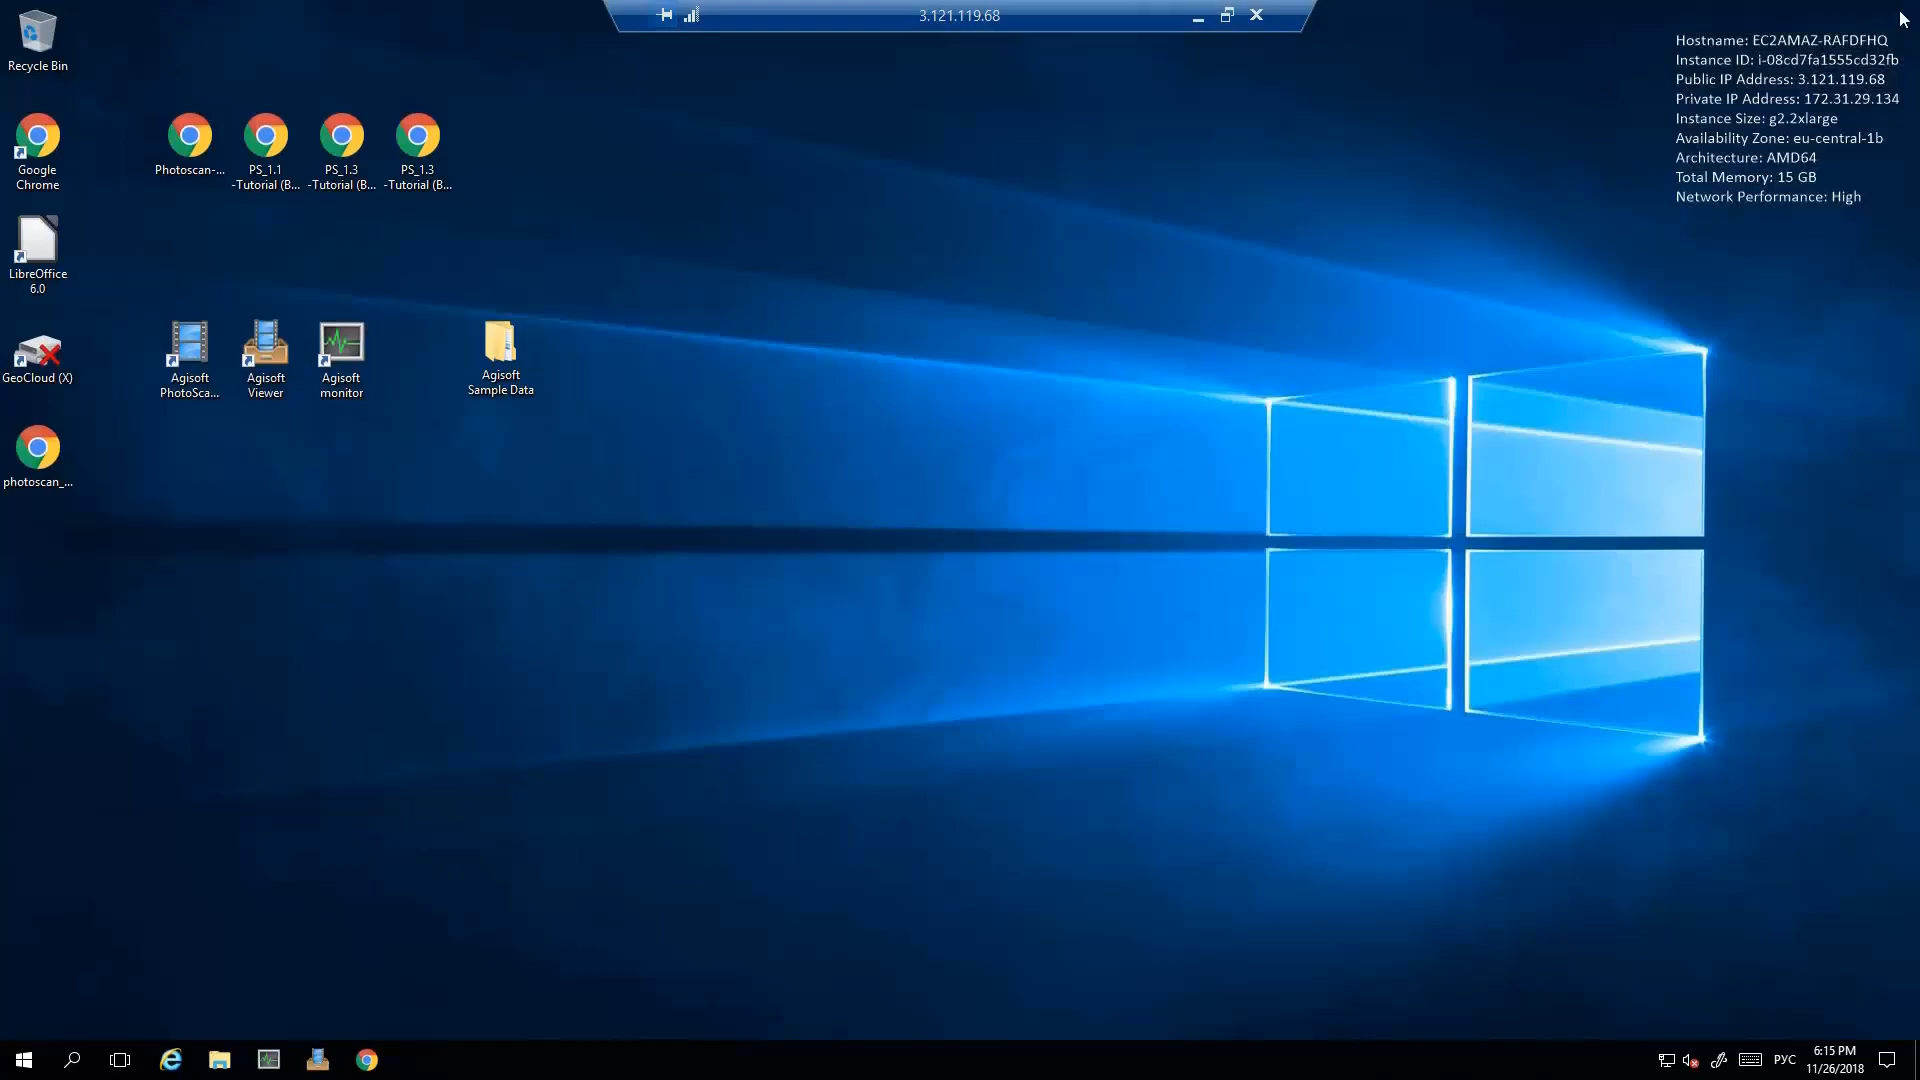 3.121.119.68
Hostname: EC2AMAZ-RAFDFHQ
Instance ID: i-08cd7fa1555cd32fb
Public IP Address: 3.121.119.68
Private IP Address: 172.31.29.134
Instance Size: g2.2xlarge
Availability Zone: eu-central-1b
Architecture: AMD64
Total Memory: 15 GB
Network Performance: High
Recycle Bin
Google
Chrome
Photoscan-...
PS_1.1
-Tutorial (B...
PS_1.3
-Tutorial (B...
PS_1.3
-Tutorial (B...
LibreOffice
6.0
GeoCloud (X)
Agisoft
PhotoSca...
Agisoft
Viewer
Agisoft
monitor
Agisoft
Sample Data
photoscan_...
РУС
6:15 PM
11/26/2018